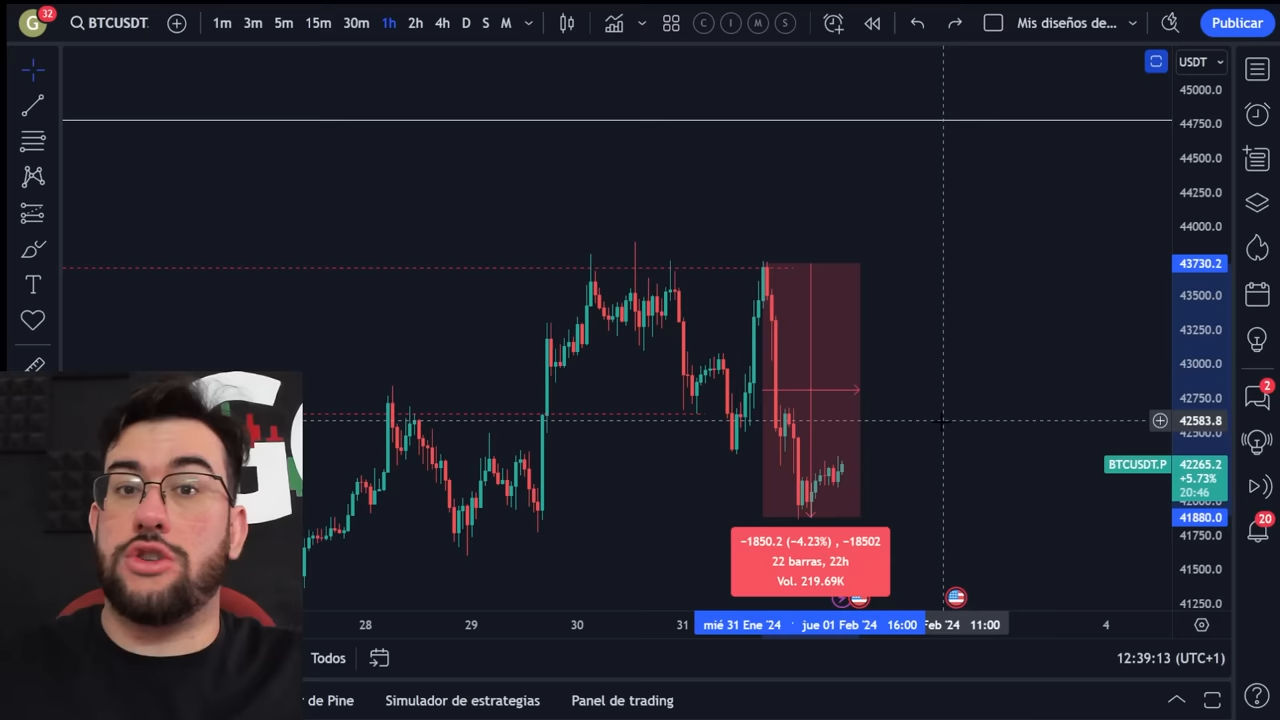 G
32
BTCUSDT.
1m 3m 5m 15m 30m 1h 2h 4h D S M
C I M S
Mis diseños de...
Publicar
USDT
45000.0
44750.0
44500.0
44250.0
44000.0
43730.2
43500.0
43250.0
43000.0
42750.0
42583.8
42500.0
BTCUSDT.P
42265.2
+5.73%
20:46
42000.0
41880.0
41750.0
41500.0
41250.0
−1850.2 (−4.23%) , −18502
22 barras, 22h
Vol. 219.69K
28 29 30 31
mié 31 Ene '24
jue 01 Feb '24 16:00
Feb '24 11:00
4
Todos
12:39:13 (UTC+1)
de Pine
Simulador de estrategias
Panel de trading
2
20